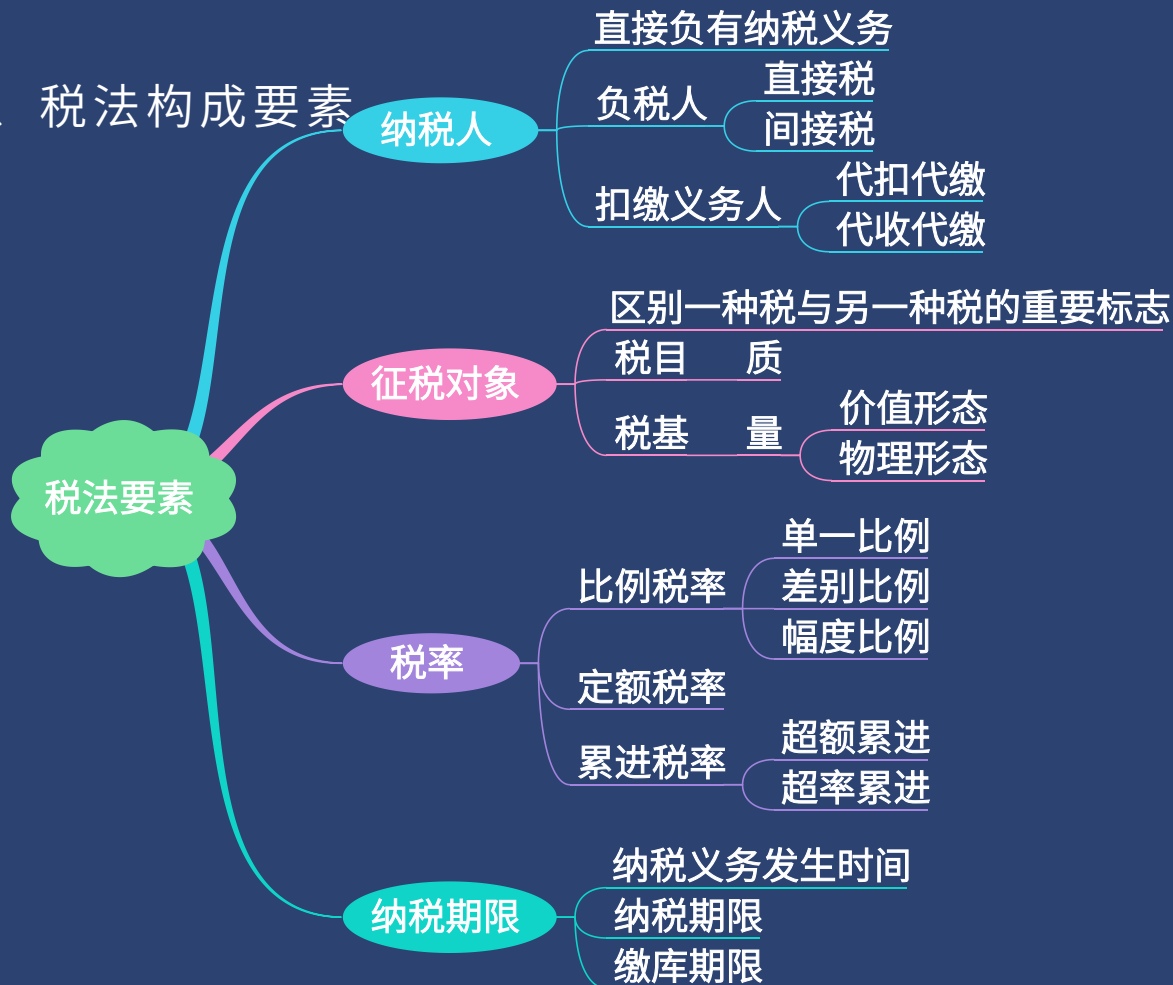 税法构成要素
税法要素
纳税人
直接负有纳税义务
负税人
直接税
间接税
扣缴义务人
代扣代缴
代收代缴
征税对象
区别一种税与另一种税的重要标志
税目 质
税基 量
价值形态
物理形态
税率
比例税率
单一比例
差别比例
幅度比例
定额税率
累进税率
超额累进
超率累进
纳税期限
纳税义务发生时间
纳税期限
缴库期限